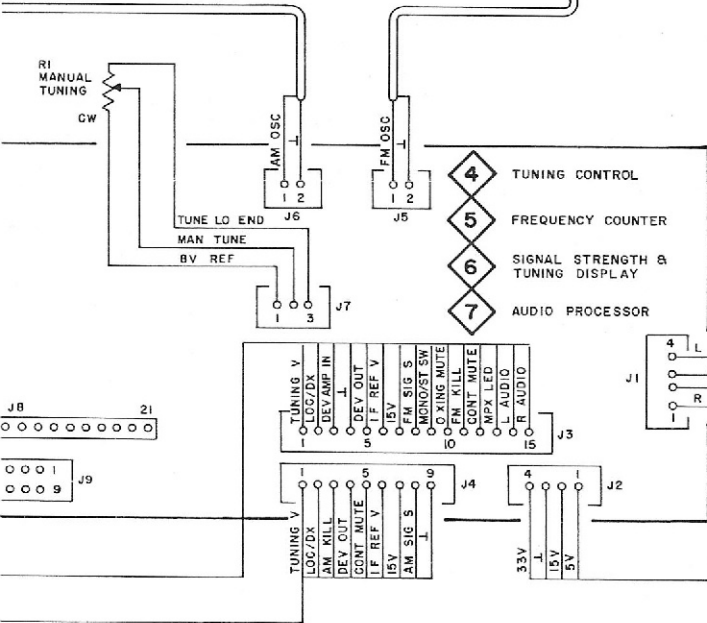 R1
MANUAL
TUNING
CW
AM OSC
⊥
1 2
J6
FM OSC
⊥
1 2
J5
4 TUNING CONTROL
5 FREQUENCY COUNTER
6 SIGNAL STRENGTH &
TUNING DISPLAY
7 AUDIO PROCESSOR
TUNE LO END
MAN TUNE
8V REF
1 3
J7
4
L
J1
R
1
TUNING V
LOC/DX
DEV AMP IN
⊥
DEV OUT
IF REF V
15V
FM SIG S
MONO/ST SW
O XING MUTE
FM KILL
CONT MUTE
MPX LED
L AUDIO
R AUDIO
1 5 10 15
J3
J8 21
1
9
J9
1 5 9
J4
TUNING V
LOC/DX
AM KILL
DEV OUT
CONT MUTE
IF REF V
15V
AM SIG S
⊥
4 1
J2
33V
⊥
15V
5V